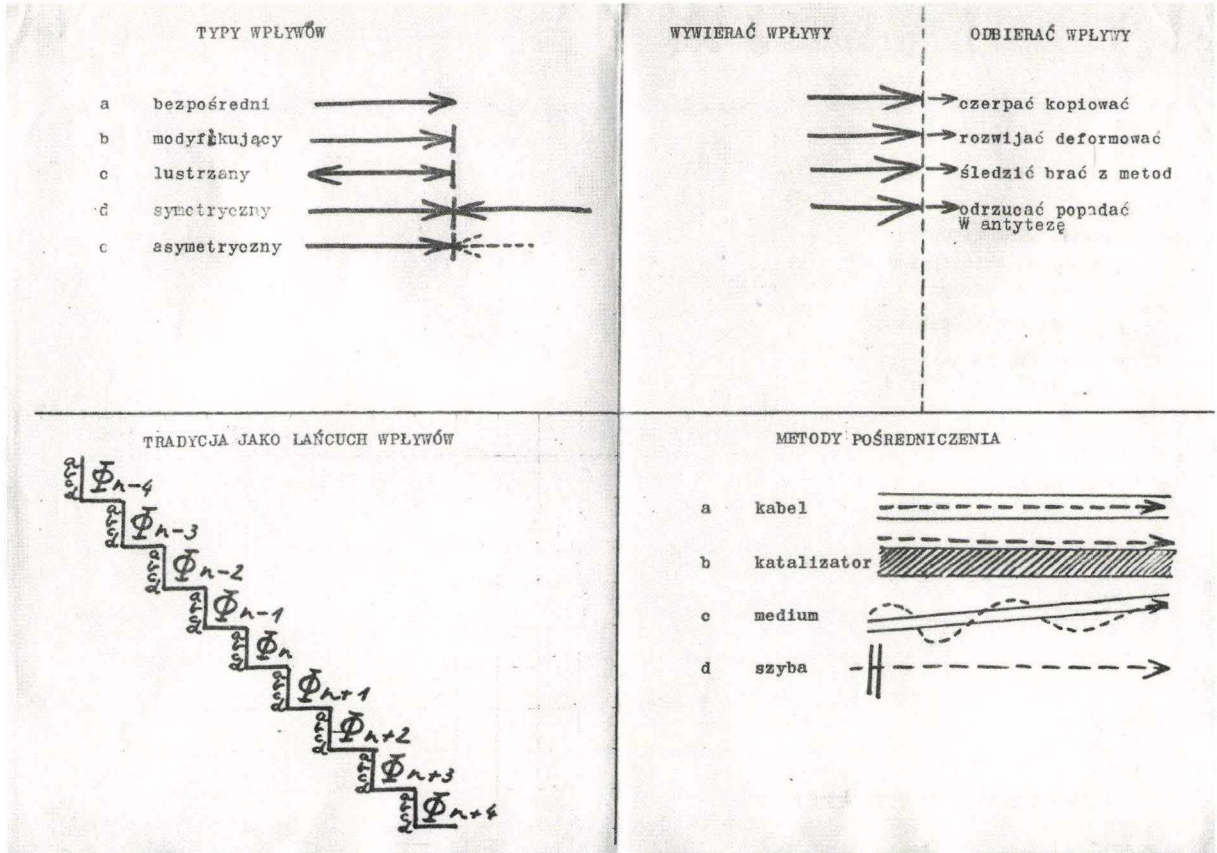 TYPY WPŁYWÓW
a bezpośredni
b modyfikujący
c lustrzany
d symetryczny
c asymetryczny
WYWIERAĆ WPŁYWY
ODBIERAĆ WPŁYWY
czerpać kopiować
rozwijać deformować
śledzić brać z metod
odrzucać popadać
W antytezę
TRADYCJA JAKO ŁAŃCUCH WPŁYWÓW
Φn-4
Φn-3
Φn-2
Φn-1
Φn
Φn+1
Φn+2
Φn+3
Φn+4
METODY POŚREDNICZENIA
a kabel
b katalizator
c medium
d szyba